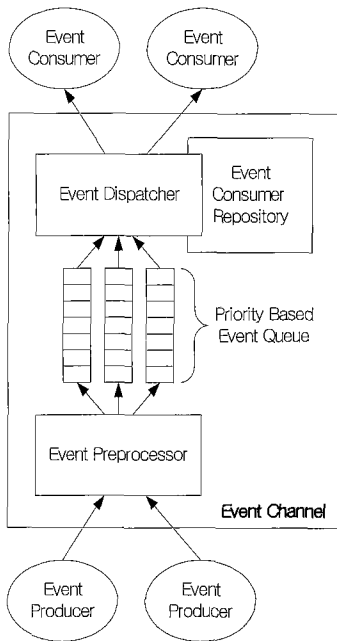 Event
Consumer
Event
Consumer
Event Dispatcher
Event
Consumer
Repository
Priority Based
Event Queue
Event Preprocessor
Event Channel
Event
Producer
Event
Producer